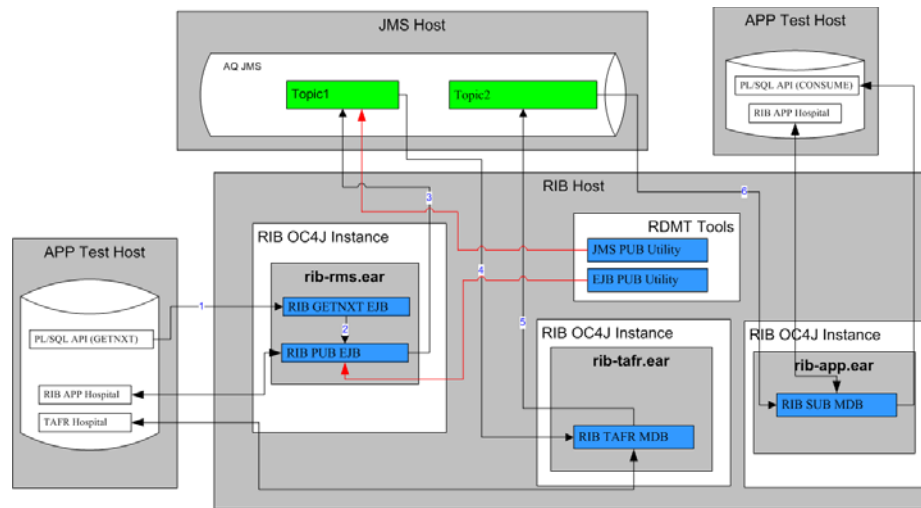 JMS Host
AQ JMS
Topic1
Topic2
APP Test Host
PL/SQL API (CONSUME)
RIB APP Hospital
RIB Host
6
3
RIB OC4J Instance
rib-rms.ear
RIB GETNXT EJB
2
RIB PUB EJB
RDMT Tools
JMS PUB Utility
EJB PUB Utility
4
5
APP Test Host
1
PL/SQL API (GETNXT)
RIB APP Hospital
TAFR Hospital
RIB OC4J Instance
rib-tafr.ear
RIB TAFR MDB
RIB OC4J Instance
rib-app.ear
RIB SUB MDB